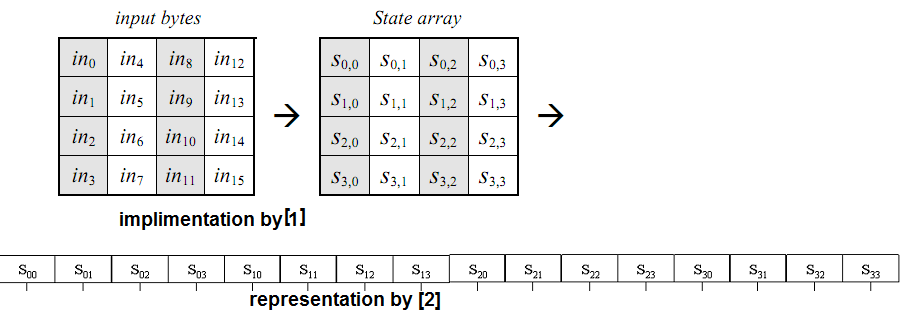 input bytes State array
in0 in4 in8 in12 S0,0 S0,1 S0,2 S0,3
in1 in5 in9 in13 S1,0 S1,1 S1,2 S1,3
in2 in6 in10 in14 S2,0 S2,1 S2,2 S2,3
in3 in7 in11 in15 S3,0 S3,1 S3,2 S3,3
implimentation by[1]
S00 S01 S02 S03 S10 S11 S12 S13 S20 S21 S22 S23 S30 S31 S32 S33
representation by [2]